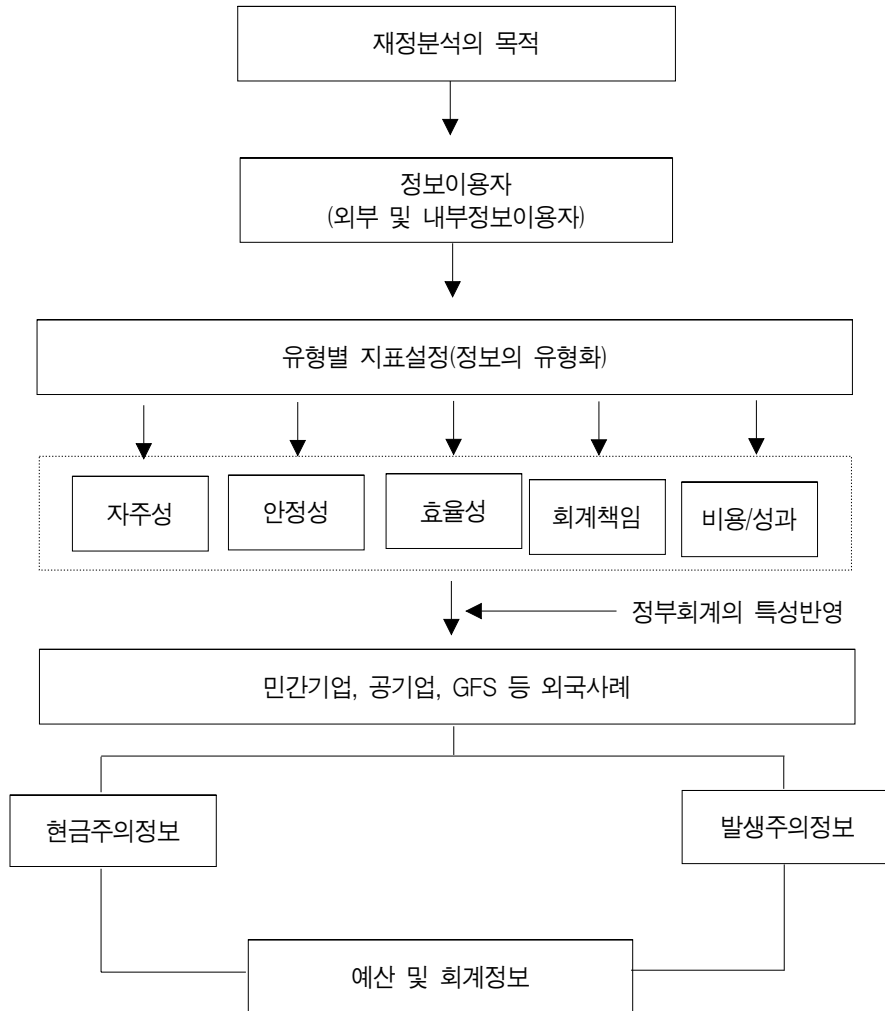 재정분석의 목적
정보이용자
(외부 및 내부정보이용자)
유형별 지표설정(정보의 유형화)
자주성
안정성
효율성
회계책임
비용/성과
정부회계의 특성반영
민간기업, 공기업, GFS 등 외국사례
현금주의정보
발생주의정보
예산 및 회계정보